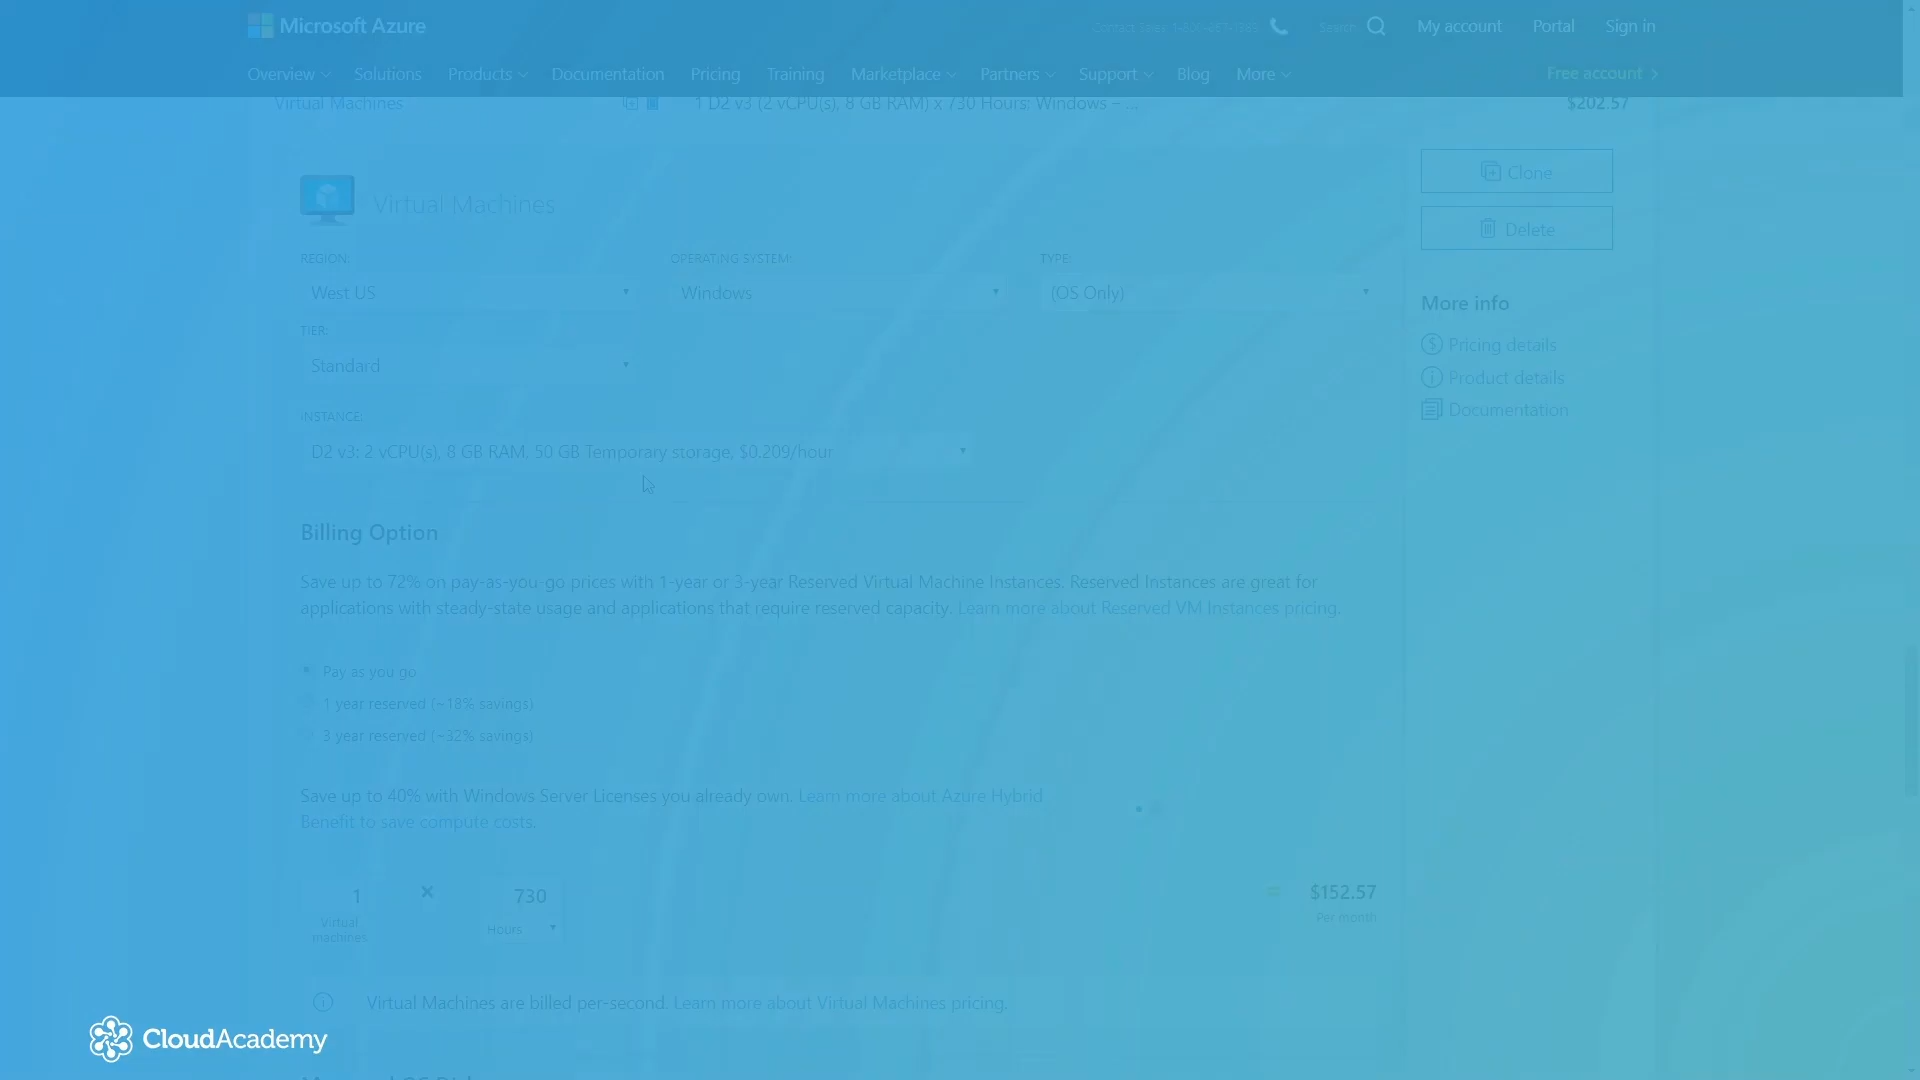 Microsoft Azure
Search
My account
Portal
Sign in
Overview
Solutions
Products
Documentation
Pricing
Training
Marketplace
Partners
Support
Blog
More
Free account
Virtual Machines
1 D2 v3 (2 vCPU(s), 8 GB RAM) x 730 Hours: Windows – ...
$202.57
Virtual Machines
Clone
Delete
REGION:
OPERATING SYSTEM:
TYPE:
West US
Windows
(OS Only)
More info
Pricing details
Product details
Documentation
TIER:
Standard
INSTANCE:
D2 v3: 2 vCPU(s), 8 GB RAM, 50 GB Temporary storage, $0.209/hour
Billing Option
Save up to 72% on pay-as-you-go prices with 1-year or 3-year Reserved Virtual Machine Instances. Reserved Instances are great for
applications with steady-state usage and applications that require reserved capacity. Learn more about Reserved VM Instances pricing.
Pay as you go
1 year reserved (~18% savings)
3 year reserved (~32% savings)
Save up to 40% with Windows Server Licenses you already own. Learn more about Azure Hybrid
Benefit to save compute costs.
1
×
730
=
$152.57
Virtual
machines
Hours
Per month
Virtual Machines are billed per-second. Learn more about Virtual Machines pricing.
CloudAcademy